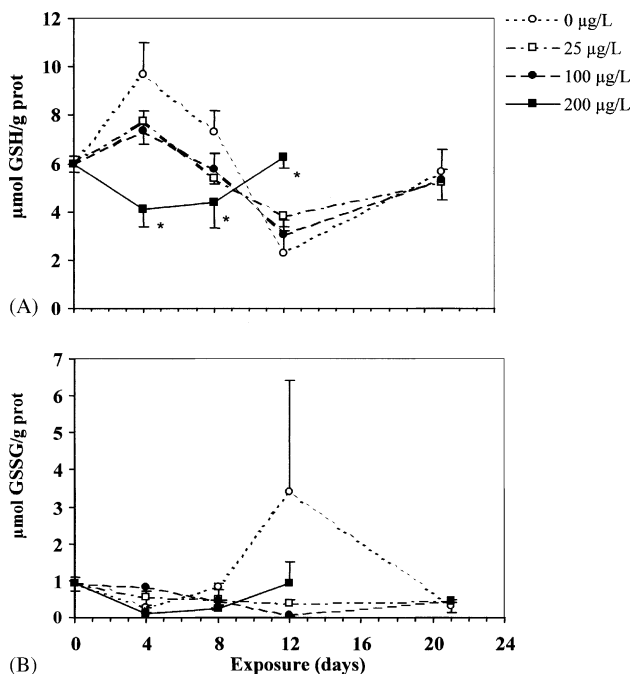 0 µg/L
25 µg/L
100 µg/L
200 µg/L
µmol GSH/g prot
12
10
8
6
4
2
0
*
*
*
(A)
µmol GSSG/g prot
7
6
5
4
3
2
1
0
0 4 8 12 16 20 24
Exposure (days)
(B)